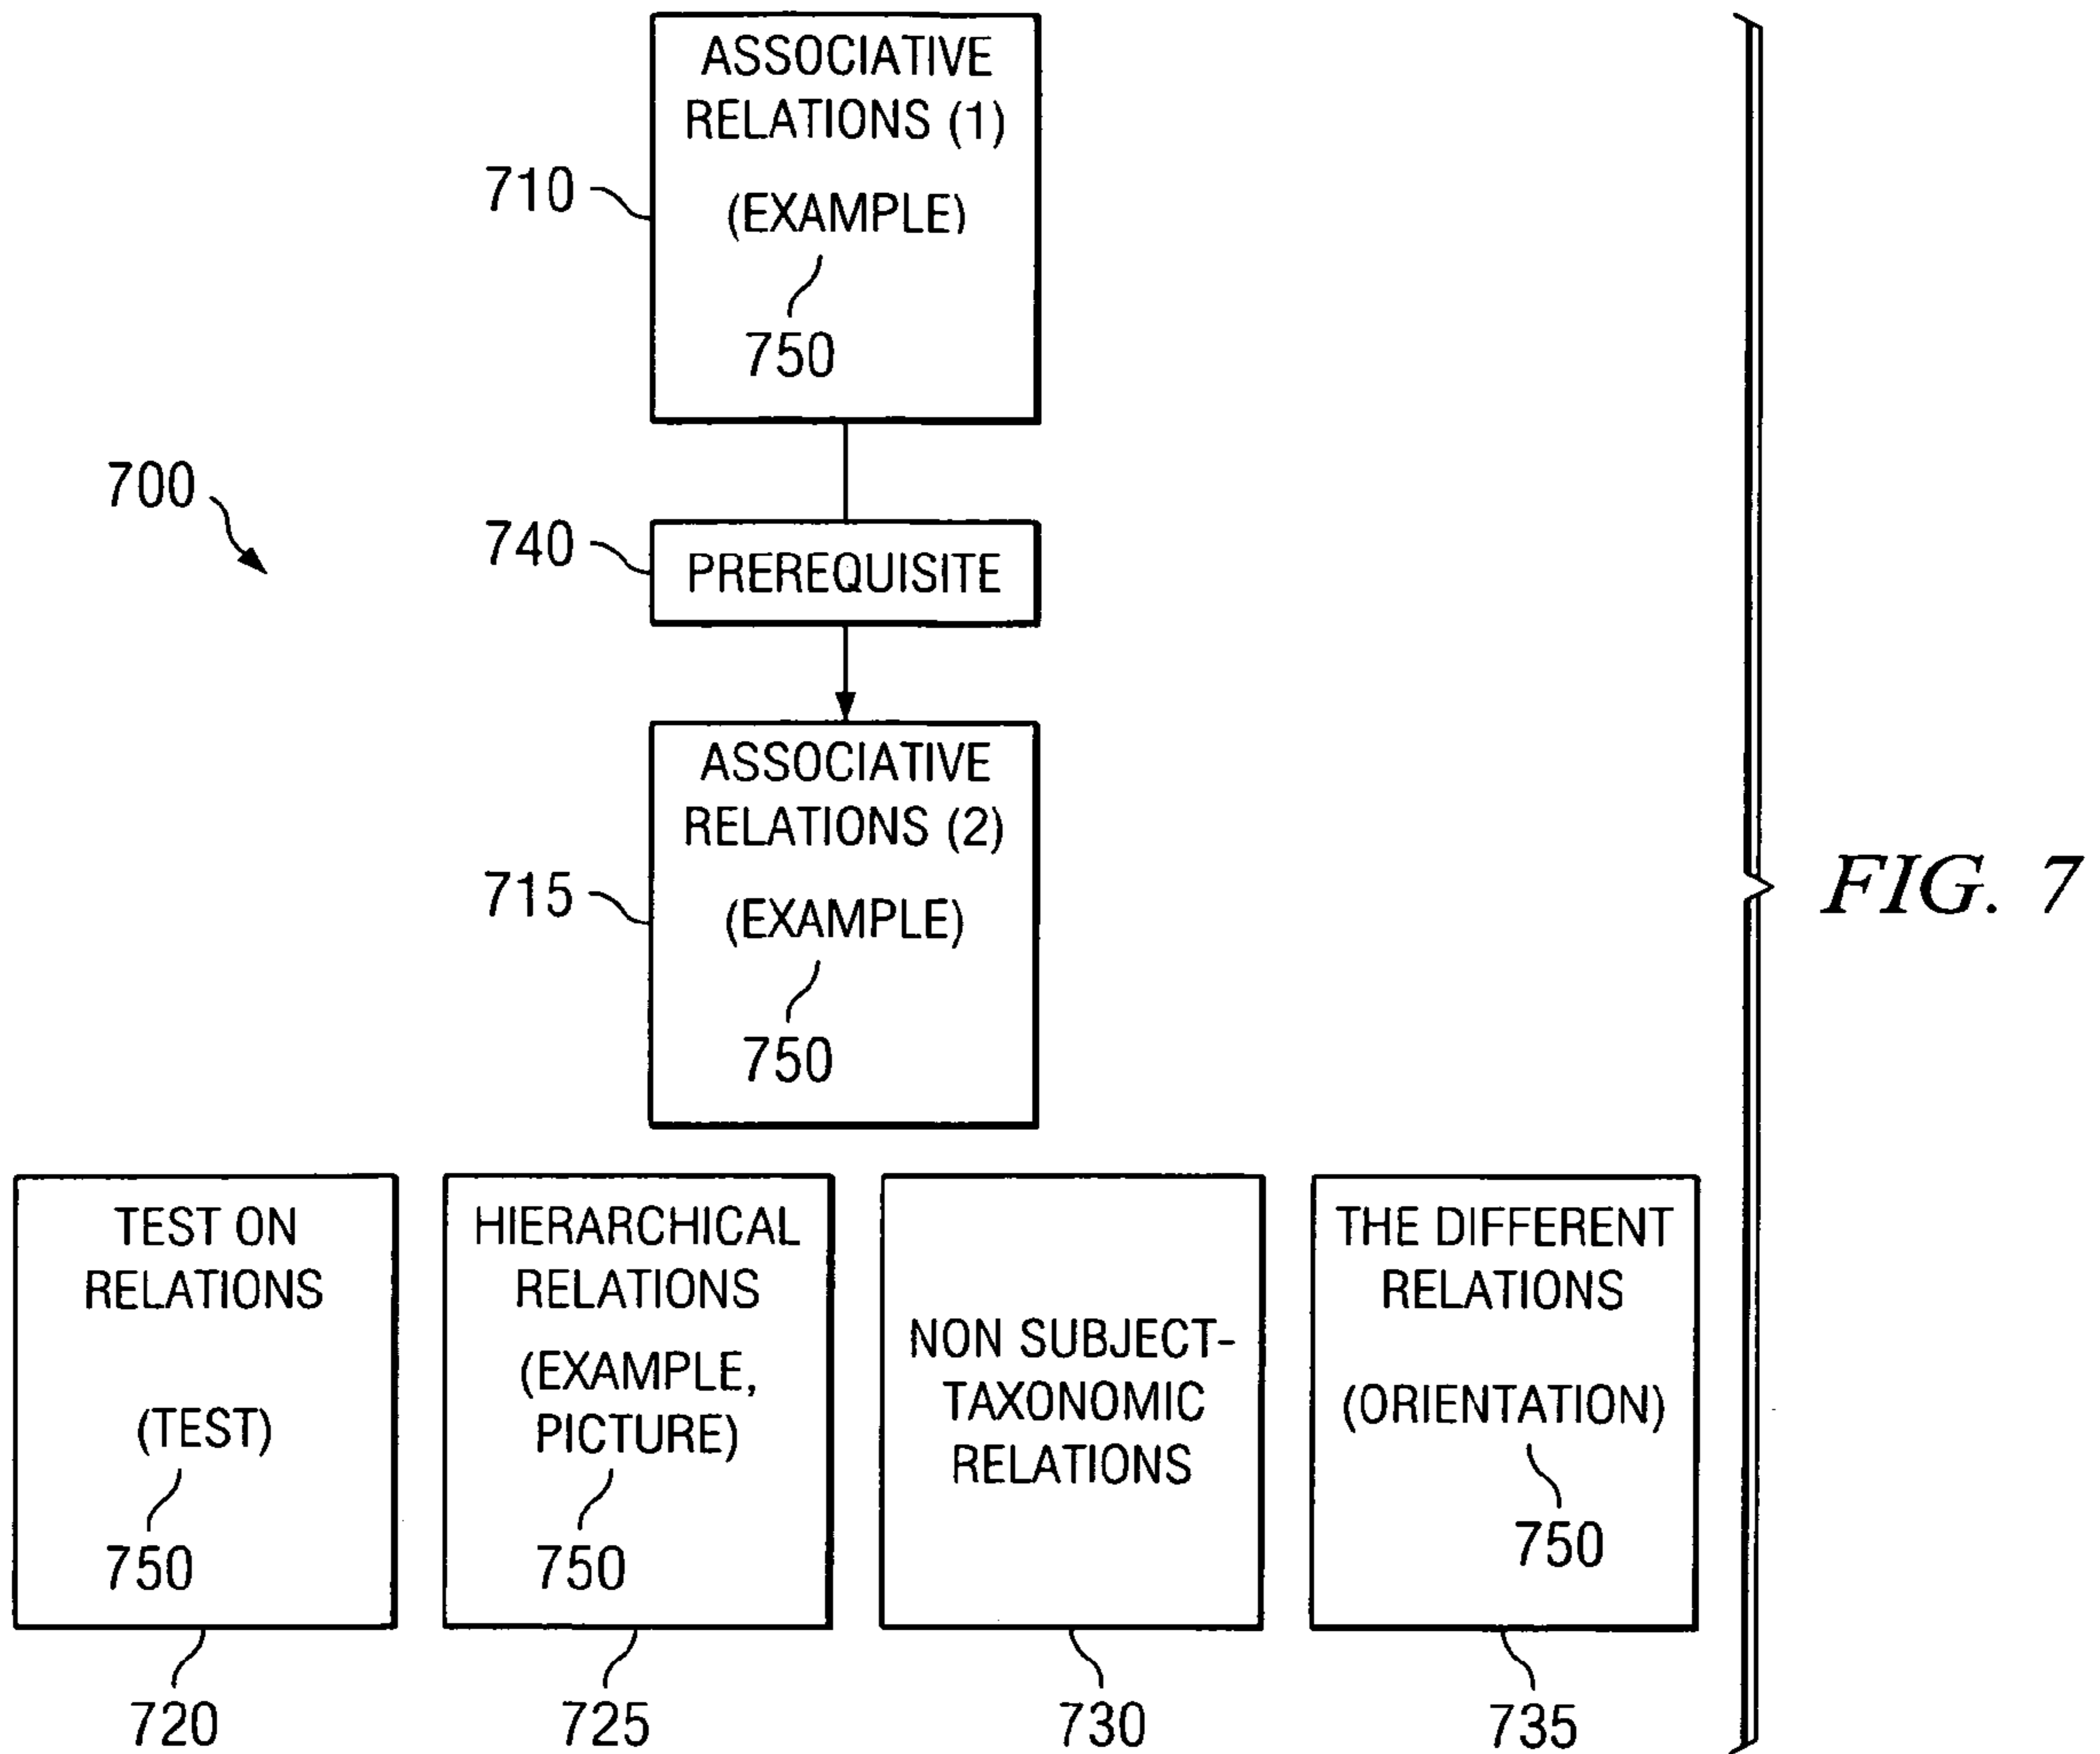 ASSOCIATIVE
RELATIONS (1)
(EXAMPLE)
710
750
700
740
PREREQUISITE
ASSOCIATIVE
RELATIONS (2)
715
(EXAMPLE)
750
FIG. 7
TEST ON
RELATIONS
(TEST)
750
720
HIERARCHICAL
RELATIONS
(EXAMPLE,
PICTURE)
750
725
NON SUBJECT-
TAXONOMIC
RELATIONS
730
THE DIFFERENT
RELATIONS
(ORIENTATION)
750
735